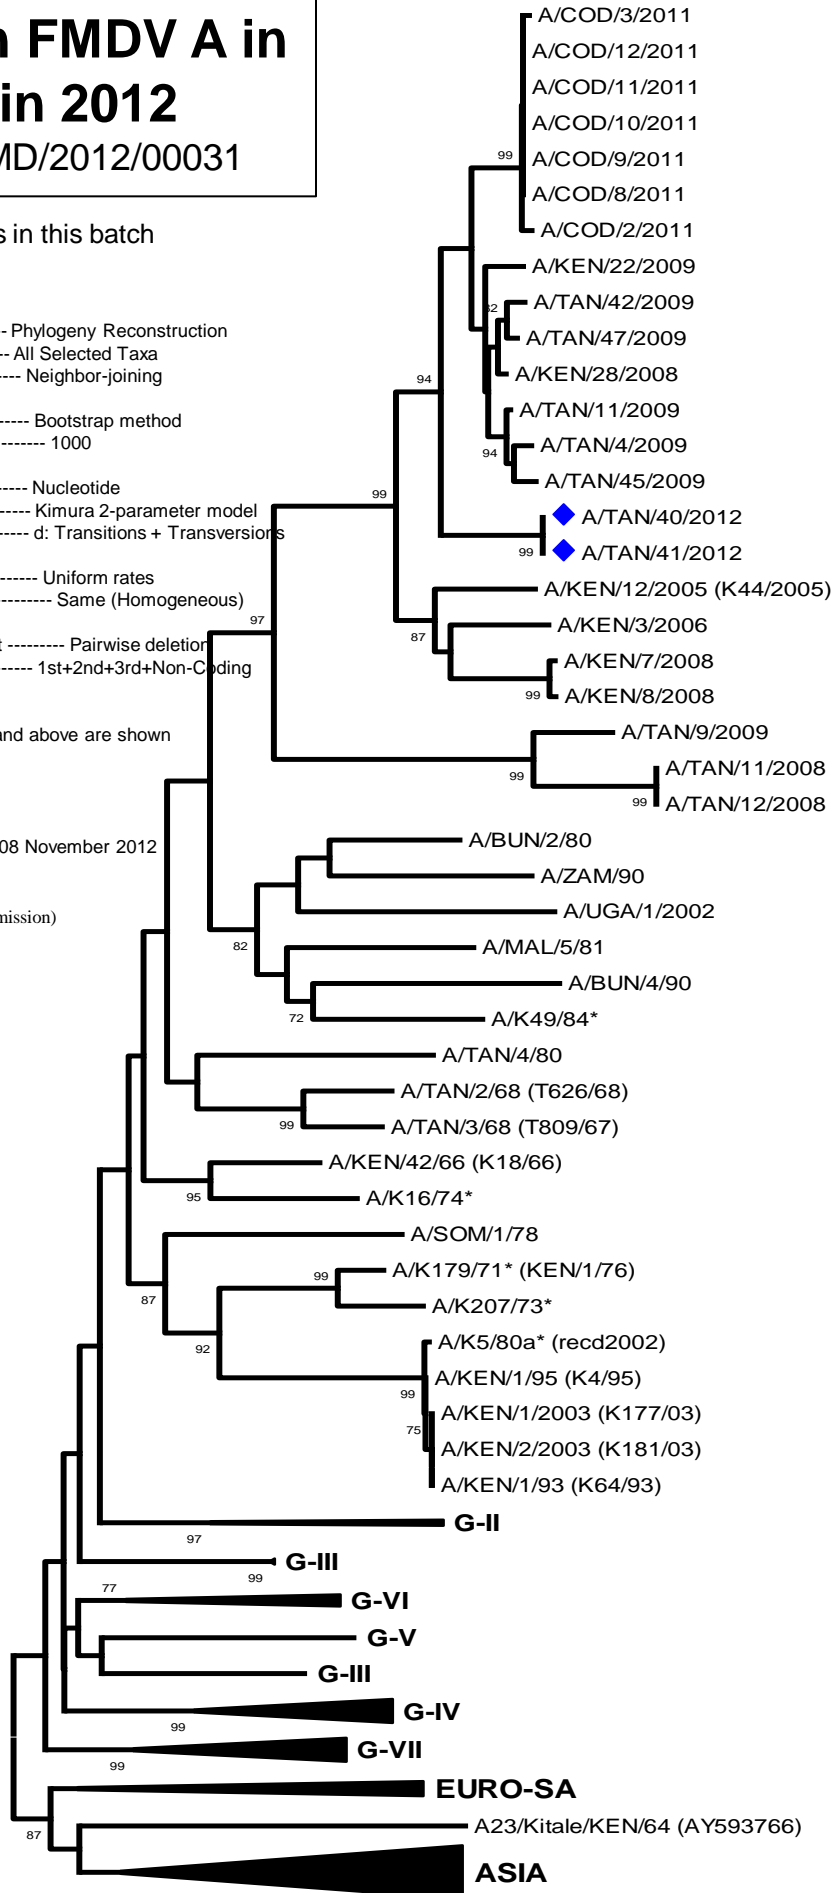 FMDV A in
in 2012
MD/2012/00031
in this batch
- Phylogeny Reconstruction
-- All Selected Taxa
---- Neighbor-joining
----- Bootstrap method
-------- 1000
----- Nucleotide
----- Kimura 2-parameter model
----- d: Transitions + Transversions
------- Uniform rates
---------- Same (Homogeneous)
t --------- Pairwise deletion
----- 1st+2nd+3rd+Non-Coding
and above are shown
08 November 2012
mission)
A/COD/3/2011
A/COD/12/2011
A/COD/11/2011
A/COD/10/2011
99
A/COD/9/2011
A/COD/8/2011
A/COD/2/2011
A/KEN/22/2009
A/TAN/42/2009
A/TAN/47/2009
94
A/KEN/28/2008
A/TAN/11/2009
A/TAN/4/2009
94
A/TAN/45/2009
99
A/TAN/40/2012
A/TAN/41/2012
99
A/KEN/12/2005 (K44/2005)
97
A/KEN/3/2006
87
A/KEN/7/2008
A/KEN/8/2008
99
A/TAN/9/2009
99
A/TAN/11/2008
A/TAN/12/2008
99
A/BUN/2/80
A/ZAM/90
A/UGA/1/2002
82
A/MAL/5/81
A/BUN/4/90
72
A/K49/84*
A/TAN/4/80
A/TAN/2/68 (T626/68)
99
A/TAN/3/68 (T809/67)
A/KEN/42/66 (K18/66)
95
A/K16/74*
A/SOM/1/78
99
A/K179/71* (KEN/1/76)
87
A/K207/73*
92
A/K5/80a* (recd2002)
A/KEN/1/95 (K4/95)
99
A/KEN/1/2003 (K177/03)
75
A/KEN/2/2003 (K181/03)
A/KEN/1/93 (K64/93)
G-II
97
G-III
99
77
G-VI
G-V
G-III
G-IV
99
G-VII
99
EURO-SA
A23/Kitale/KEN/64 (AY593766)
87
ASIA